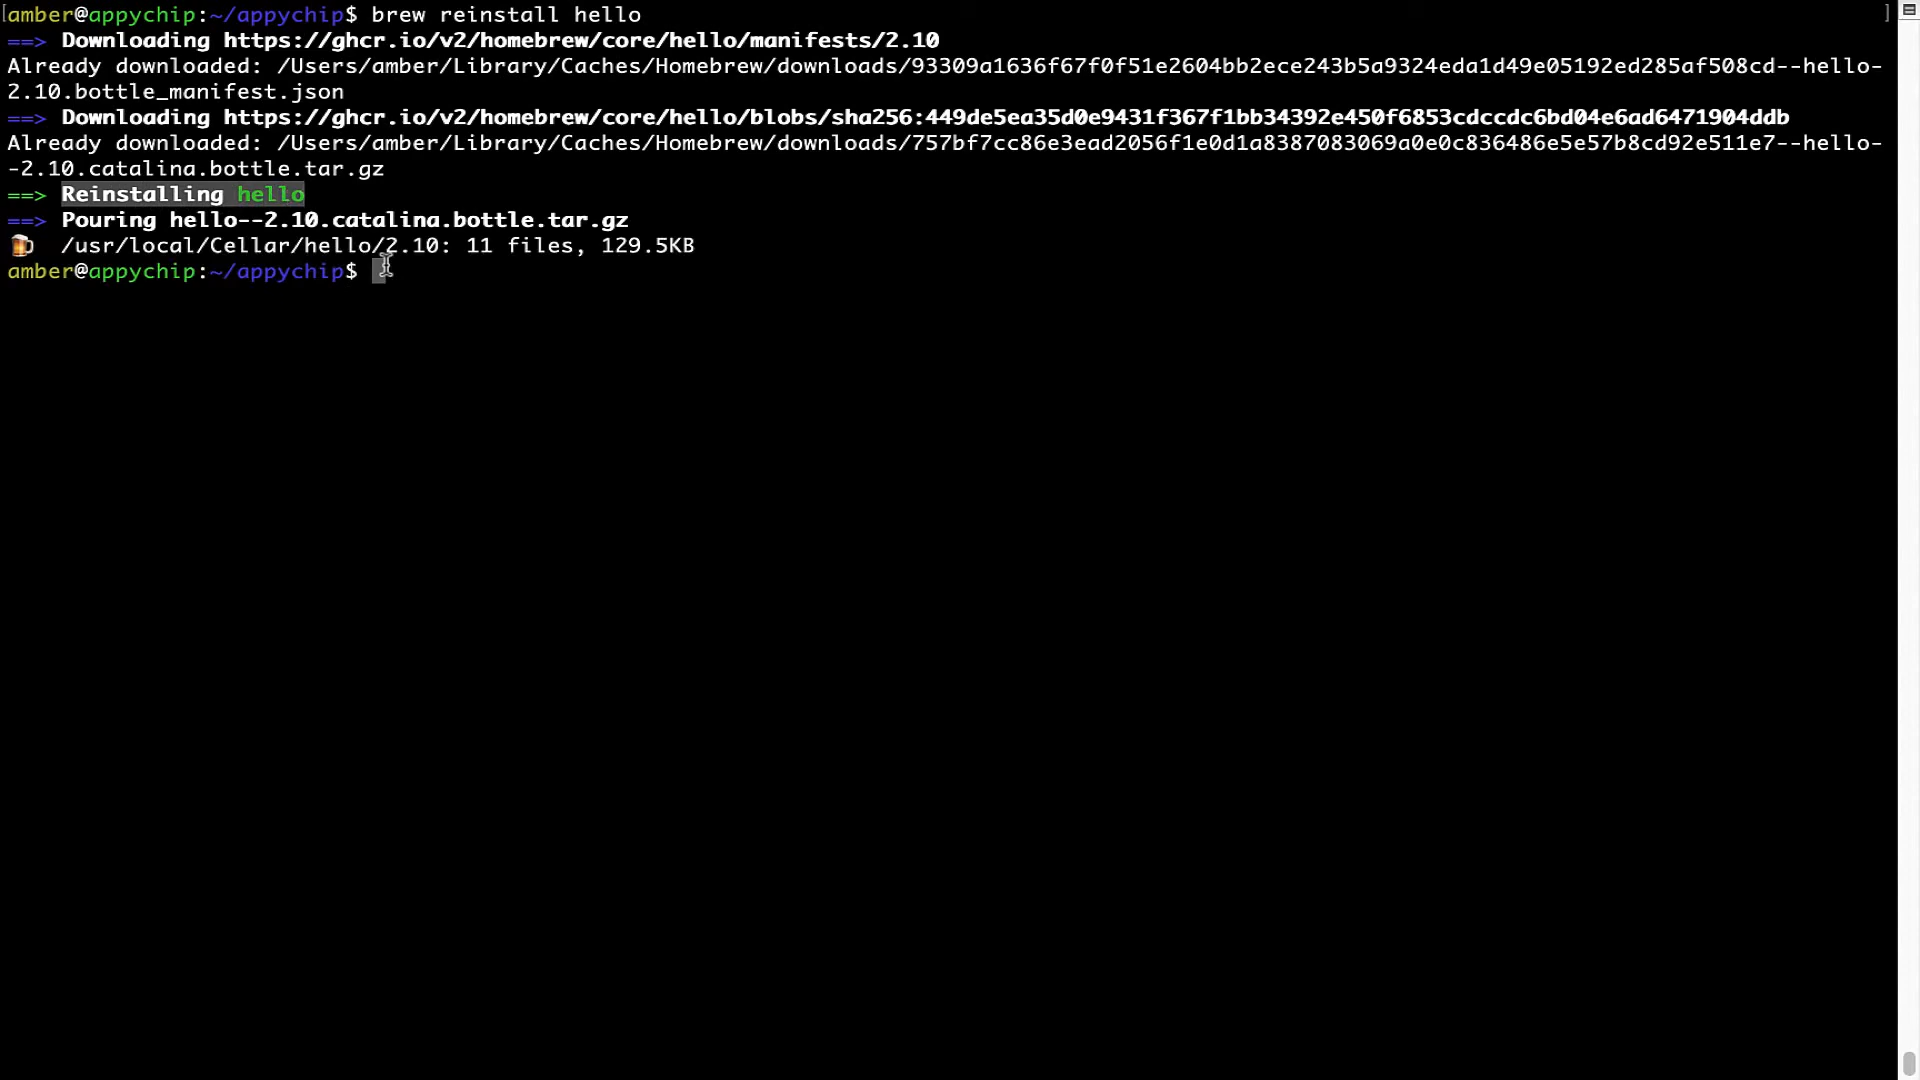 [amber@appychip:~/appychip$ brew reinstall hello ]
==> Downloading https://ghcr.io/v2/homebrew/core/hello/manifests/2.10
Already downloaded: /Users/amber/Library/Caches/Homebrew/downloads/93309a1636f67f0f51e2604bb2ece243b5a9324eda1d49e05192ed285af508cd--hello-
2.10.bottle_manifest.json
==> Downloading https://ghcr.io/v2/homebrew/core/hello/blobs/sha256:449de5ea35d0e9431f367f1bb34392e450f6853cdccdc6bd04e6ad6471904ddb
Already downloaded: /Users/amber/Library/Caches/Homebrew/downloads/757bf7cc86e3ead2056f1e0d1a8387083069a0e0c836486e5e57b8cd92e511e7--hello-
-2.10.catalina.bottle.tar.gz
==> Reinstalling hello
==> Pouring hello--2.10.catalina.bottle.tar.gz
🍺  /usr/local/Cellar/hello/2.10: 11 files, 129.5KB
amber@appychip:~/appychip$